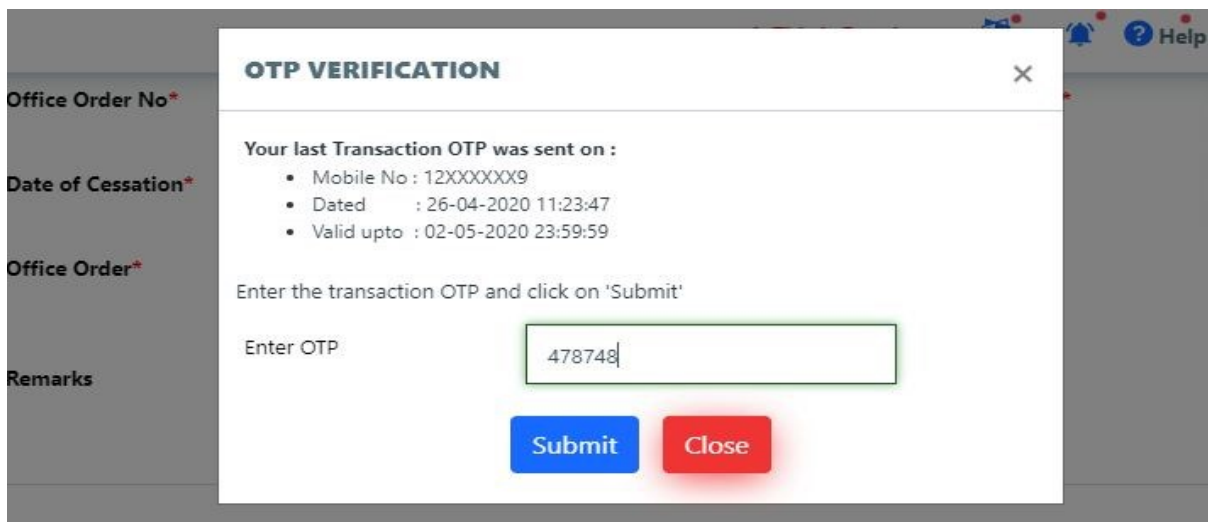 Help
OTP VERIFICATION
×
Office Order No*
Your last Transaction OTP was sent on :
• Mobile No : 12XXXXXX9
Date of Cessation*
• Dated : 26-04-2020 11:23:47
• Valid upto : 02-05-2020 23:59:59
Office Order*
Enter the transaction OTP and click on 'Submit'
Enter OTP
478748
Remarks
Submit
Close